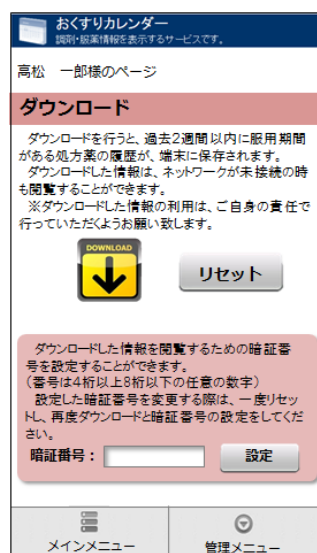 おくすりカレンダー
調剤・服薬情報を表示するサービスです。
高松　一郎様のページ
ダウンロード
ダウンロードを行うと、過去2週間以内に服用期間
がある処方薬の履歴が、端末に保存されます。
ダウンロードした情報は、ネットワークが未接続の時
も閲覧することができます。
※ダウンロードした情報の利用は、ご自身の責任で
行っていただくようお願い致します。
DOWNLOAD
リセット
ダウンロードした情報を閲覧するための暗証番
号を設定することができます。
（番号は4桁以上8桁以下の任意の数字）
設定した暗証番号を変更する際は、一度リセッ
トし、再度ダウンロードと暗証番号の設定をしてくだ
さい。
暗証番号：
設定
メインメニュー
管理メニュー